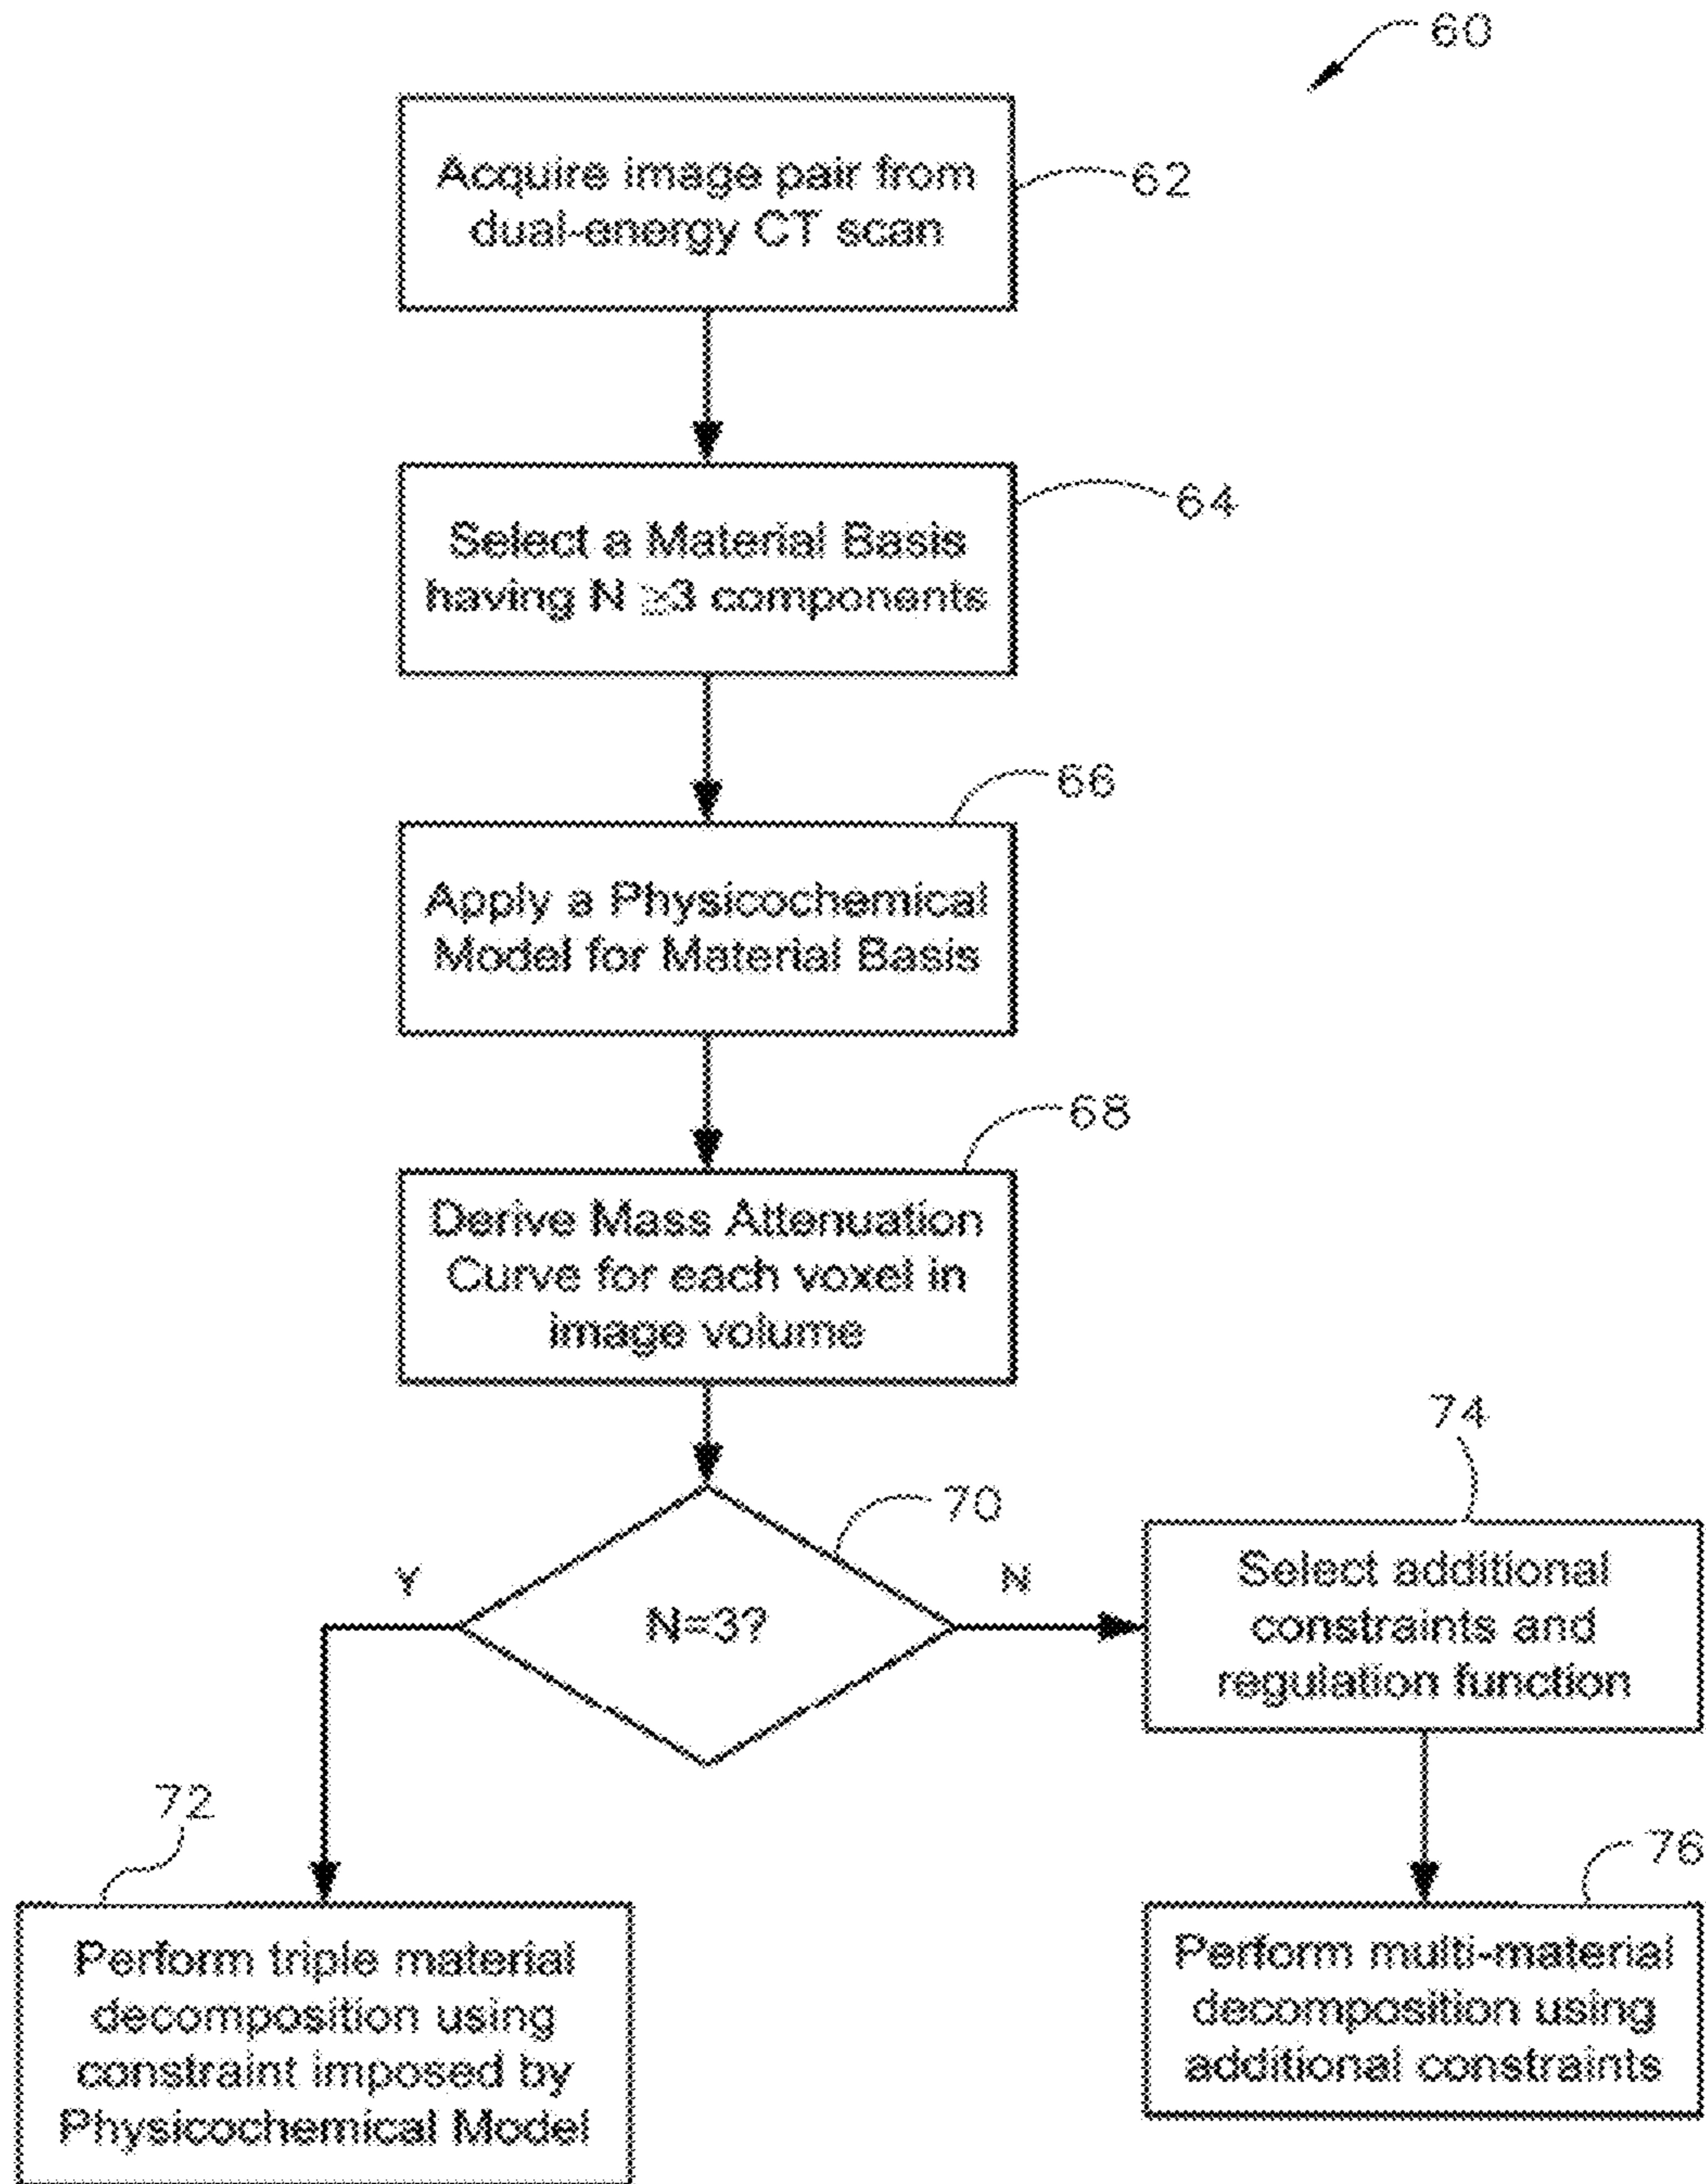 60
Acquire image pair from
dual-energy CT scan
62
Select a Material Basis
having N ≥3 components
64
66
Apply a Physicochemical
Model for Material Basis
68
Derive Mass Attenuation
Curve for each voxel in
image volume
70
Y
N=3?
N
74
Select additional
constraints and
regulation function
72
Perform triple material
decomposition using
constraint imposed by
Physicochemical Model
76
Perform multi-material
decomposition using
additional constraints